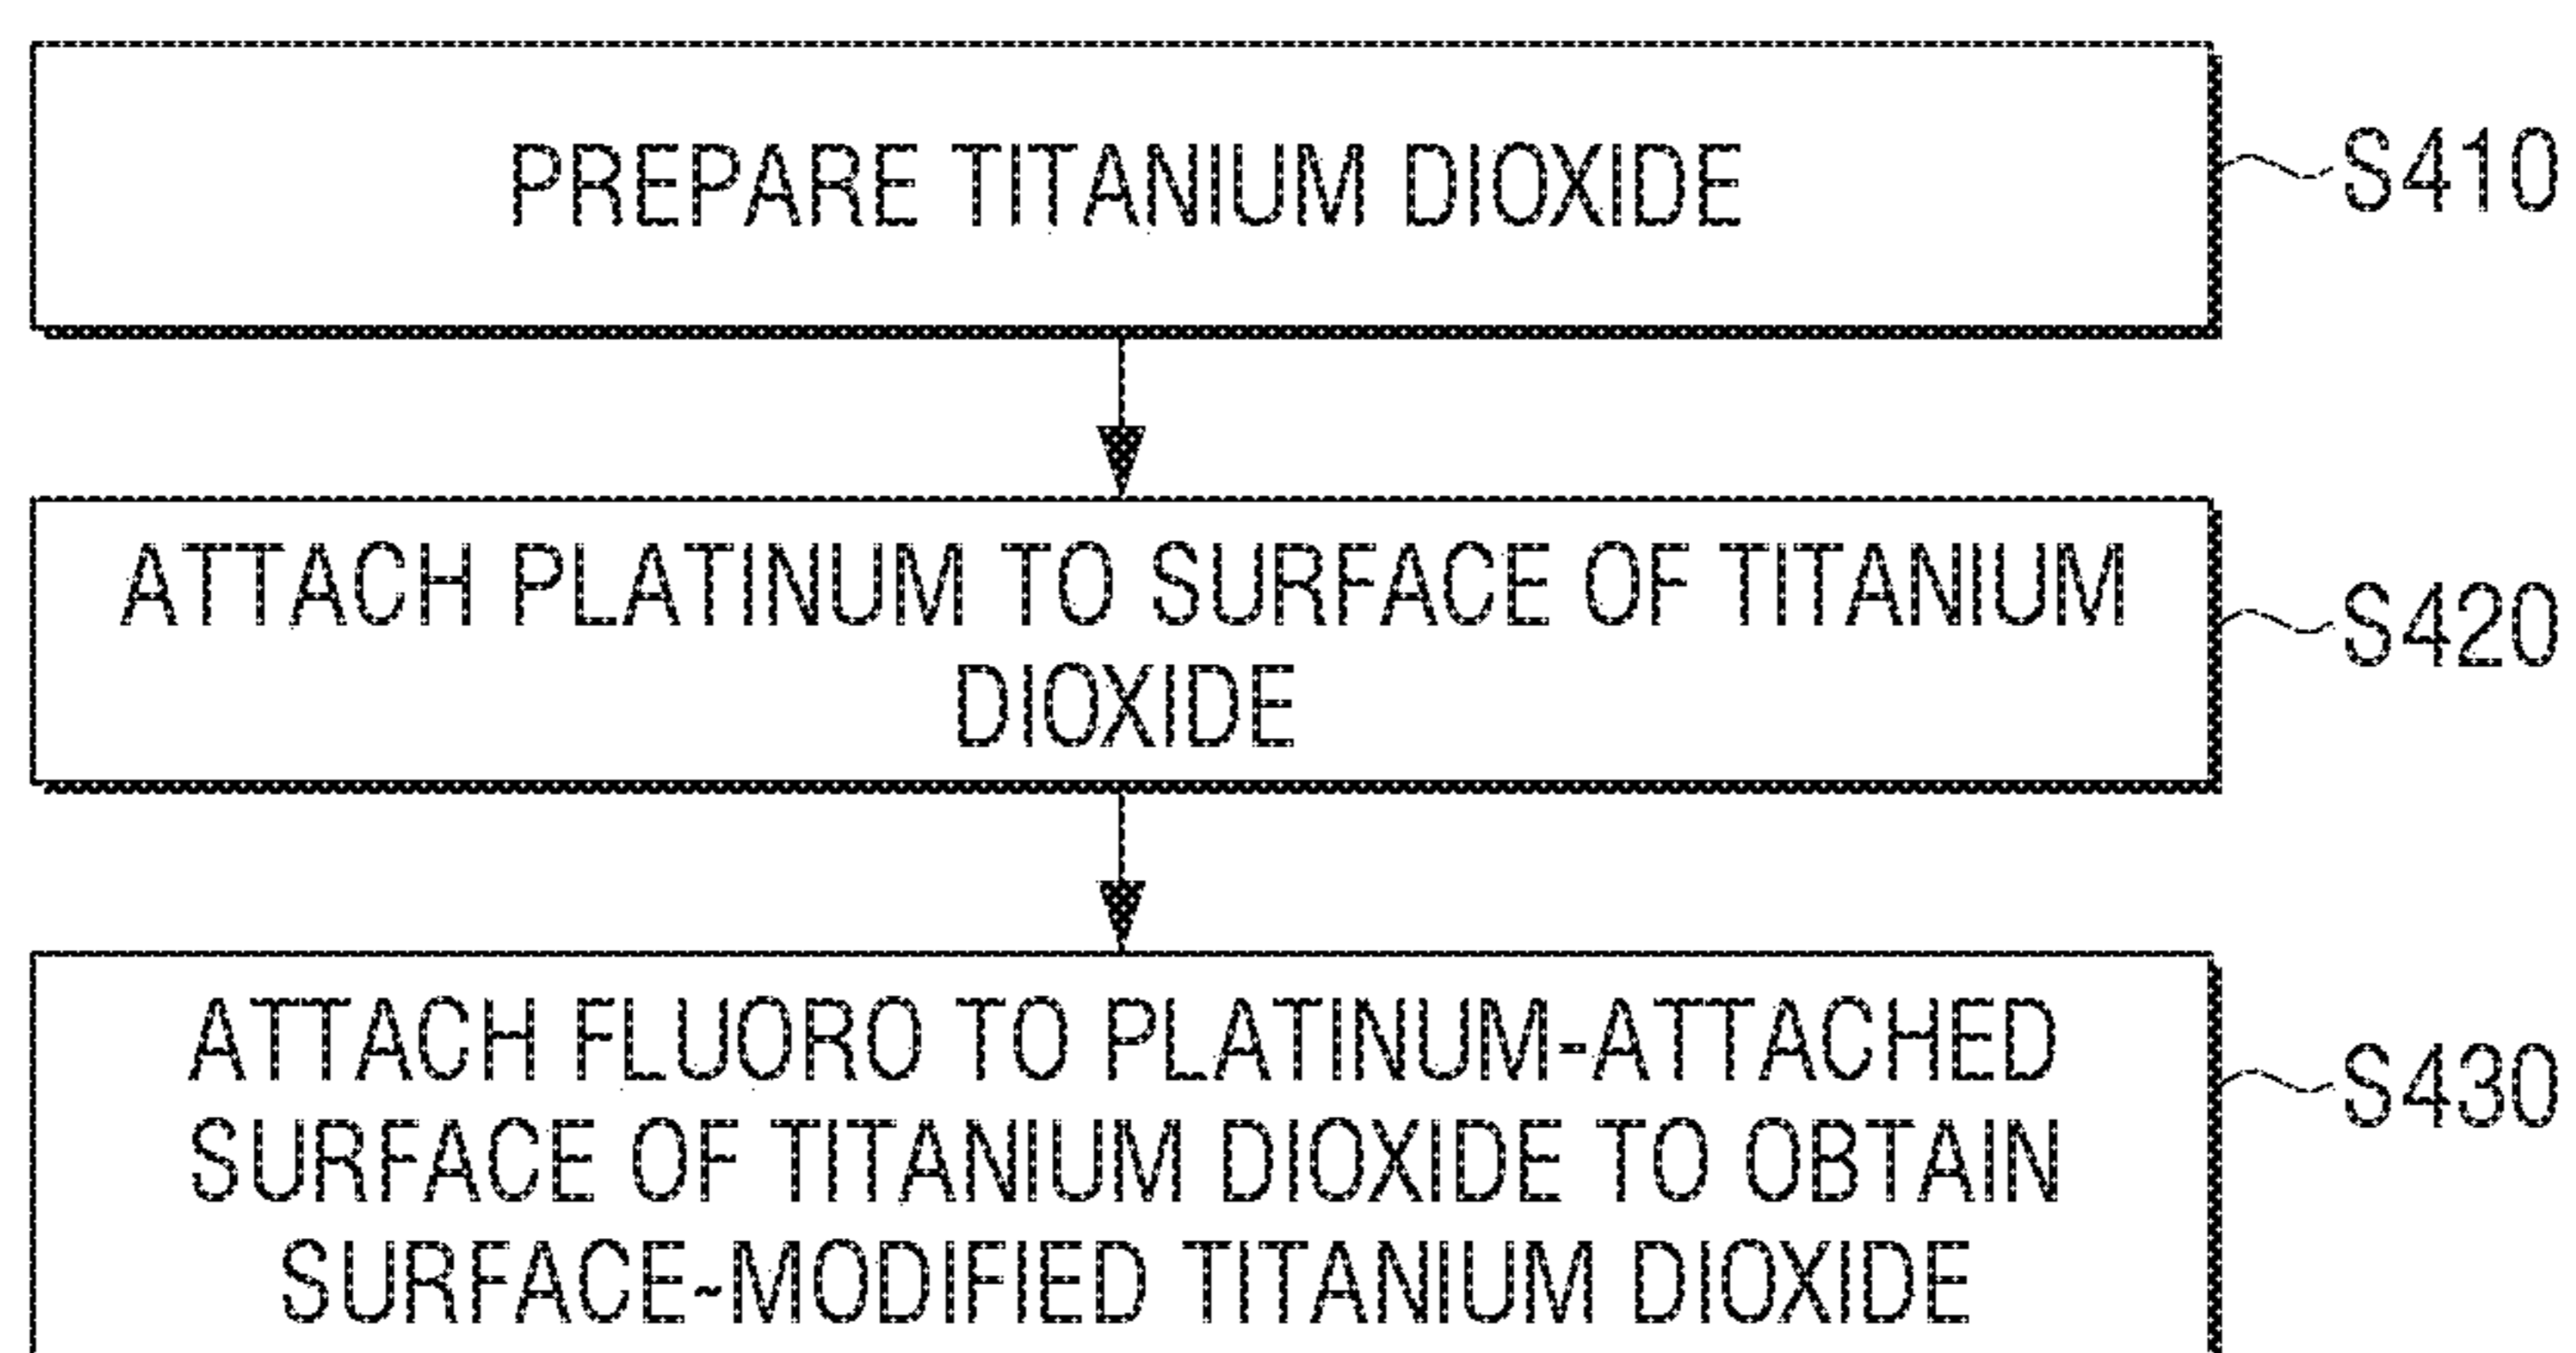 PREPARE TITANIUM DIOXIDE
S410
ATTACH PLATINUM TO SURFACE OF TITANIUM
DIOXIDE
S420
ATTACH FLUORO TO PLATINUM-ATTACHED
SURFACE OF TITANIUM DIOXIDE TO OBTAIN
SURFACE-MODIFIED TITANIUM DIOXIDE
S430